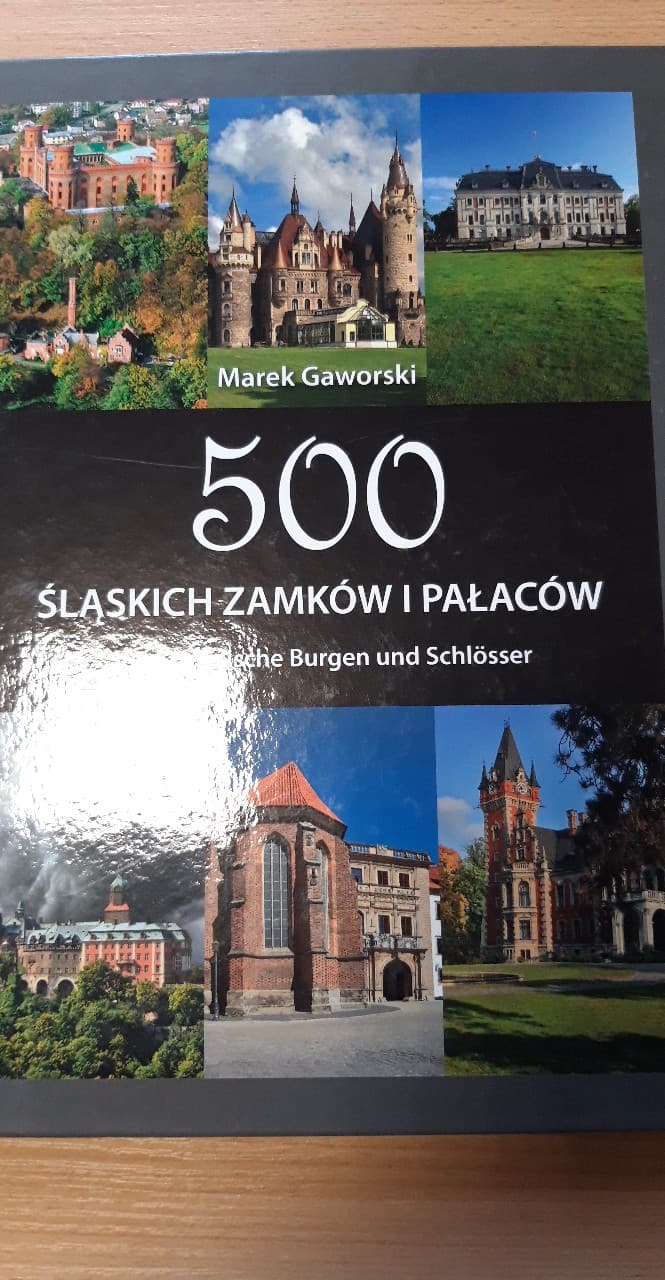 Marek Gaworski
500
ŚLĄSKICH ZAMKÓW I PAŁACÓW
Burgen und Schlösser